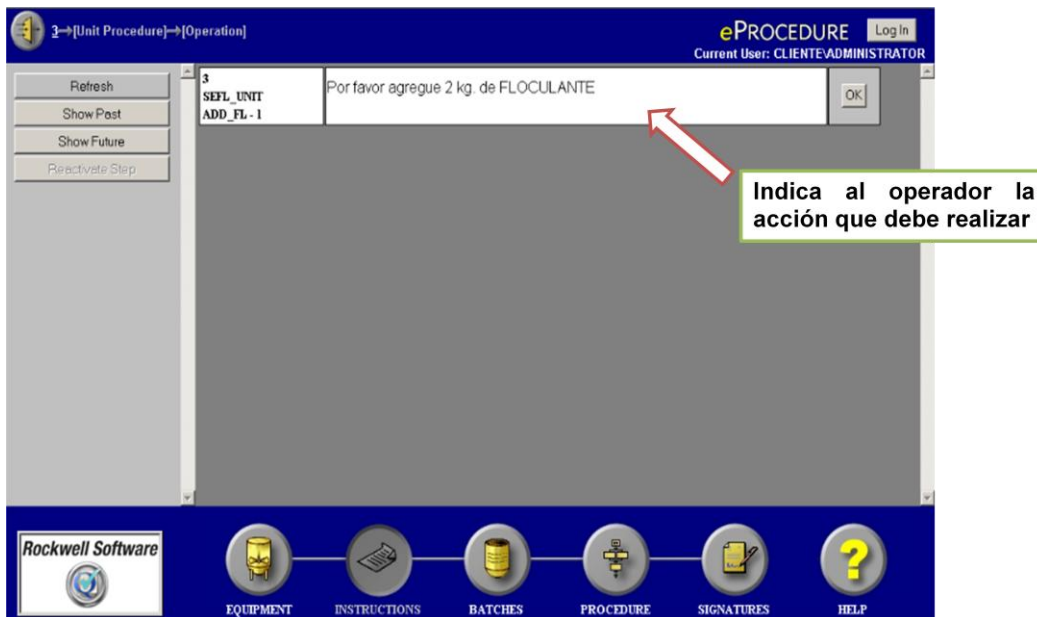 3→[Unit Procedure]→[Operation]
ePROCEDURE
Log In
Current User: CLIENTE\ADMINISTRATOR
Refresh
Show Past
Show Future
Reactivate Step
3
SEFL_UNIT
ADD_FL - 1
Por favor agregue 2 kg. de FLOCULANTE
OK
Indica al operador la
acción que debe realizar
Rockwell Software
EQUIPMENT
INSTRUCTIONS
BATCHES
PROCEDURE
SIGNATURES
HELP